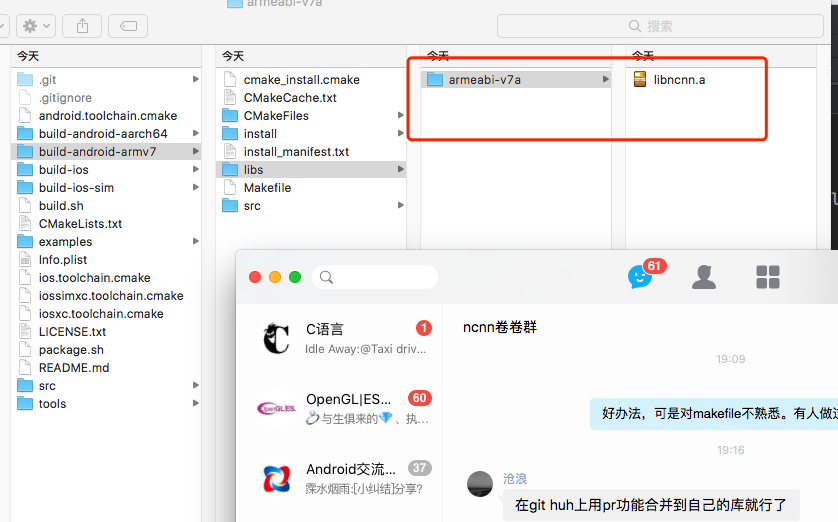 armeabi-v7a
搜索
今天
.git
.gitignore
android.toolchain.cmake
build-android-aarch64
build-android-armv7
build-ios
build-ios-sim
build.sh
CMakeLists.txt
examples
Info.plist
ios.toolchain.cmake
iossimxc.toolchain.cmake
iosxc.toolchain.cmake
LICENSE.txt
package.sh
README.md
src
tools
今天
cmake_install.cmake
CMakeCache.txt
CMakeFiles
install
install_manifest.txt
libs
Makefile
src
今天
armeabi-v7a
今天
libncnn.a
61
C语言
1
Idle Away:@Taxi driv...
OpenGL|ES...
60
💍与生俱来的💎、执...
Android交流...
37
霂水烟雨:[小纠结]分享?
ncnn卷卷群
19:09
好办法，可是对makefile不熟悉。有人做过
19:16
沧浪
在git huh上用pr功能合并到自己的库就行了